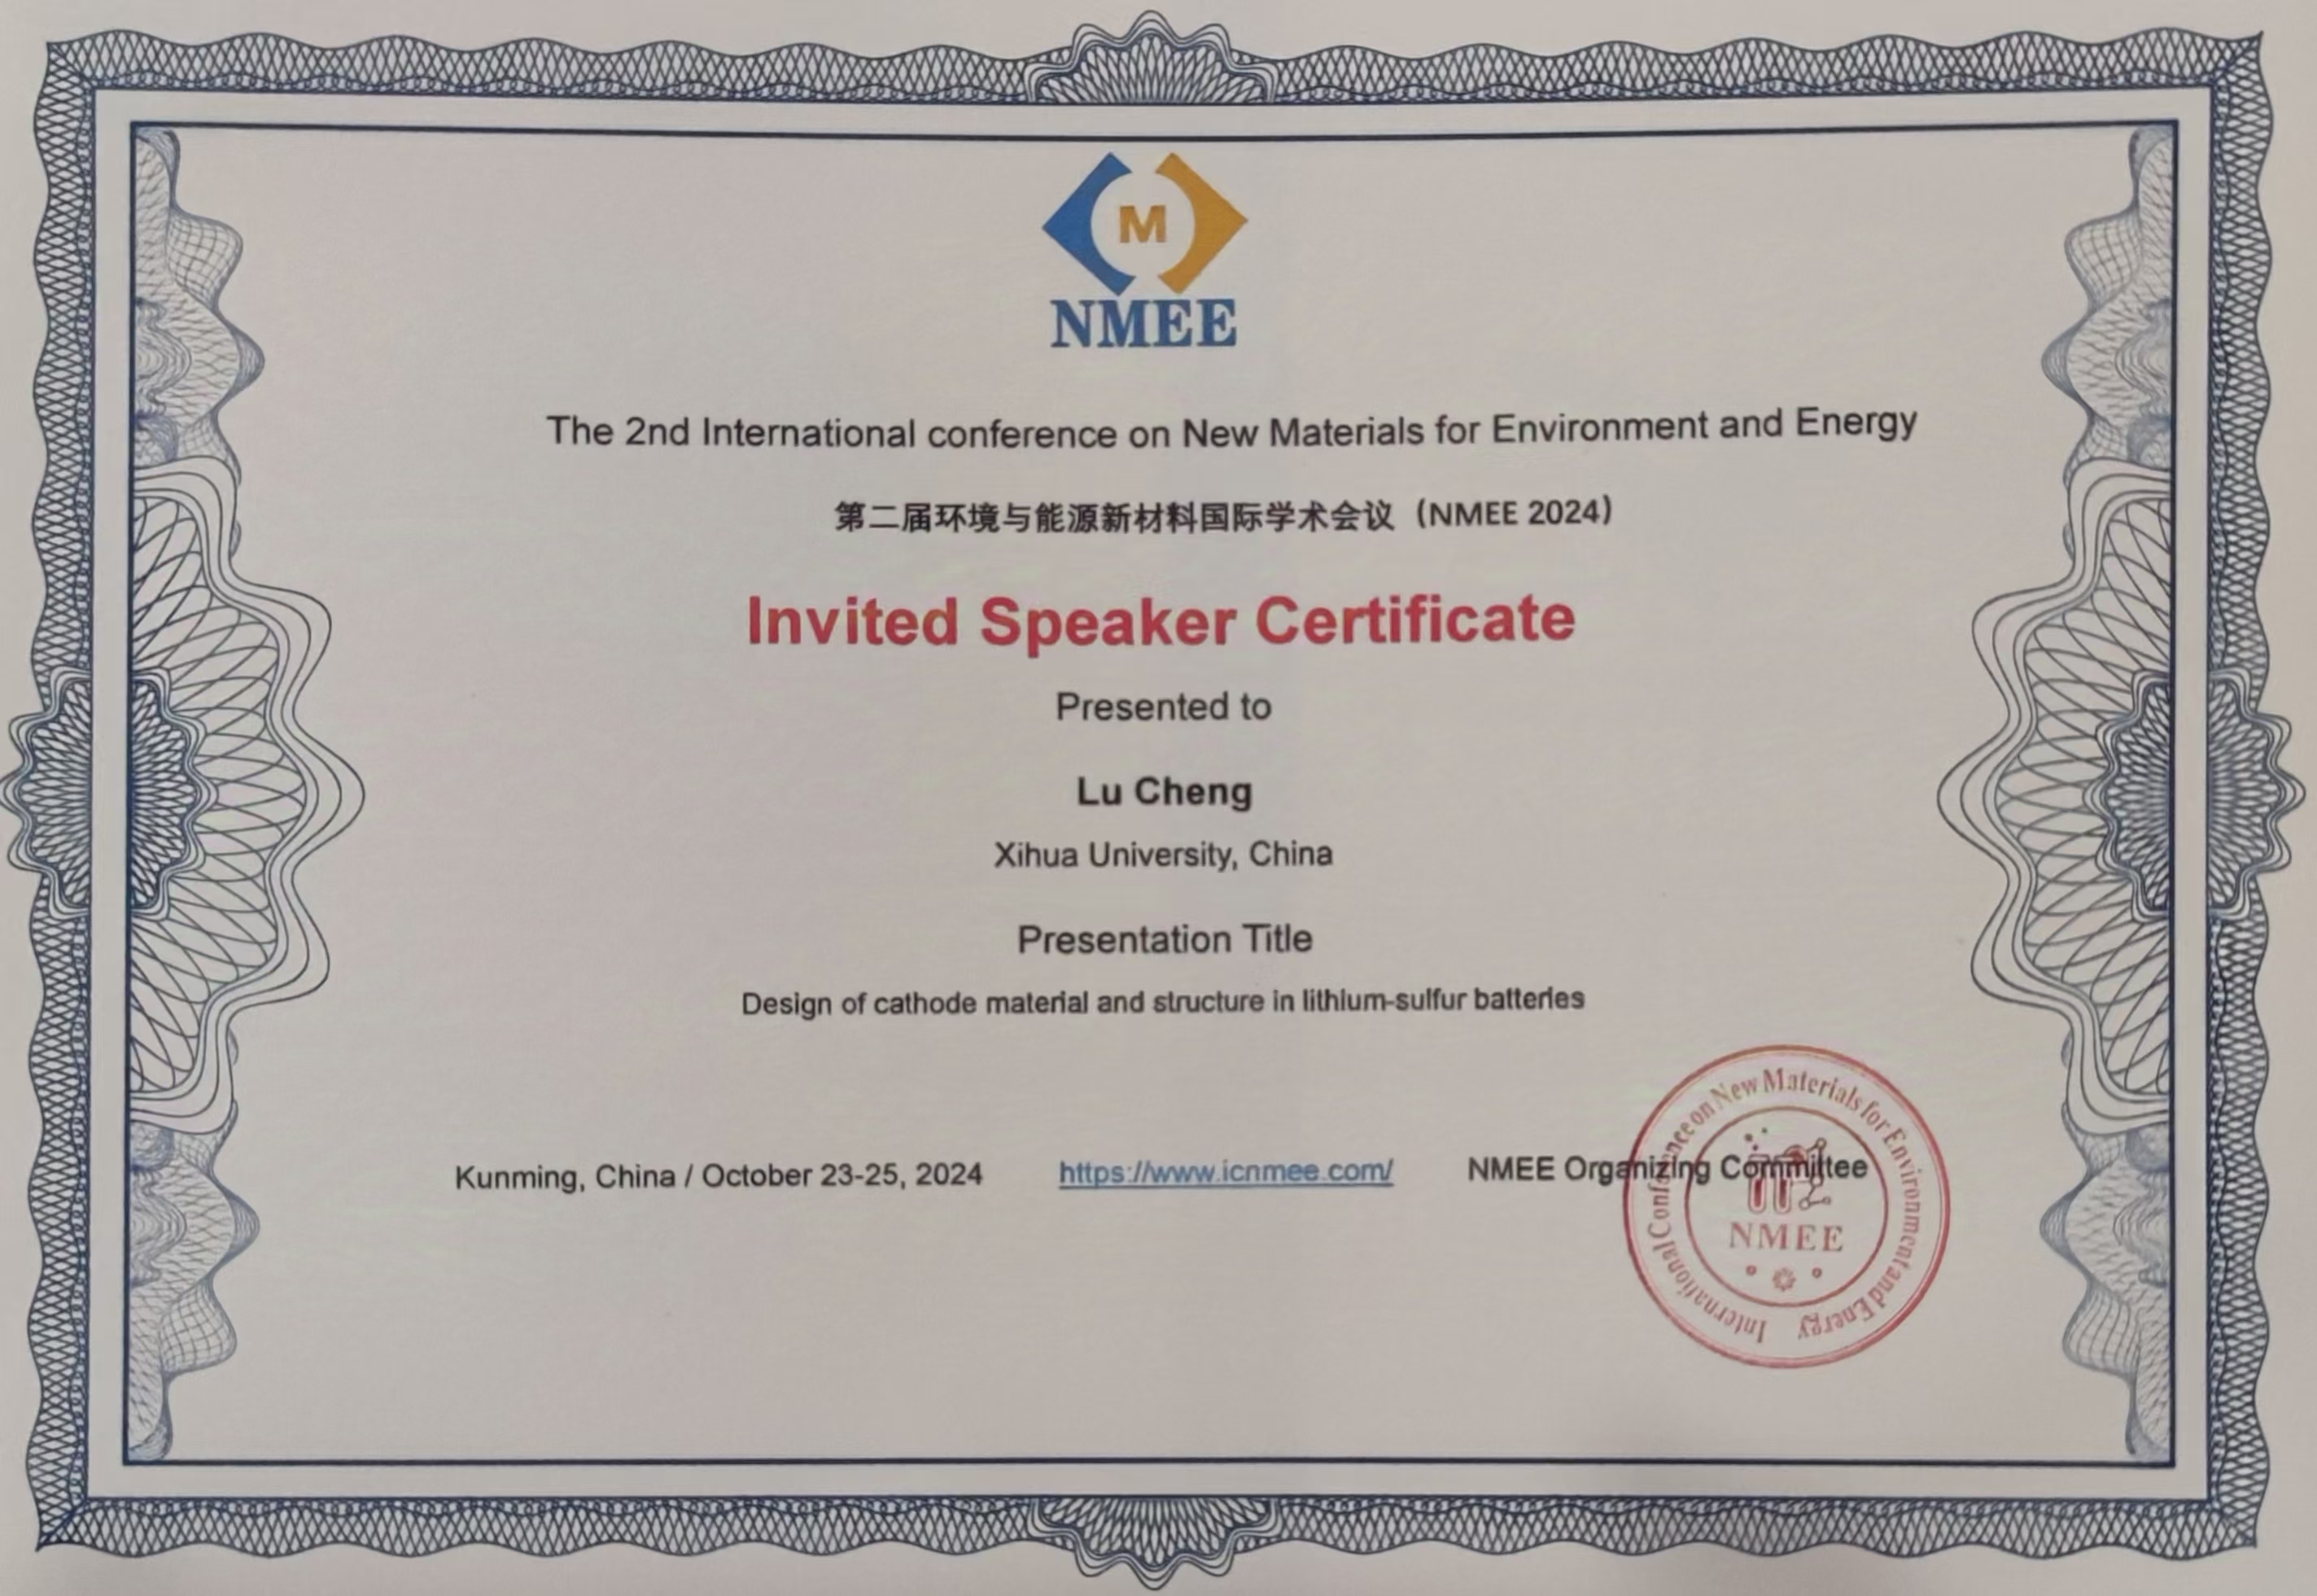 M
NMEE
The 2nd International conference on New Materials for Environment and Energy
第二届环境与能源新材料国际学术会议（NMEE 2024）
Invited Speaker Certificate
Presented to
Lu Cheng
Xihua University, China
Presentation Title
Design of cathode material and structure in lithium-sulfur batteries
Kunming, China / October 23-25, 2024 https://www.icnmee.com/ NMEE Organizing Committee
International Conference on New Materials for Environment and Energy
NMEE